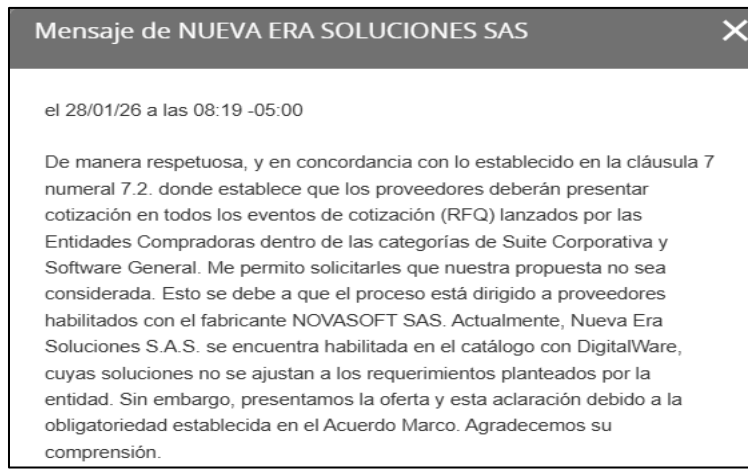 Mensaje de NUEVA ERA SOLUCIONES SAS
el 28/01/26 a las 08:19 -05:00
De manera respetuosa, y en concordancia con lo establecido en la cláusula 7
numeral 7.2. donde establece que los proveedores deberán presentar
cotización en todos los eventos de cotización (RFQ) lanzados por las
Entidades Compradoras dentro de las categorías de Suite Corporativa y
Software General. Me permito solicitarles que nuestra propuesta no sea
considerada. Esto se debe a que el proceso está dirigido a proveedores
habilitados con el fabricante NOVASOFT SAS. Actualmente, Nueva Era
Soluciones S.A.S. se encuentra habilitada en el catálogo con DigitalWare,
cuyas soluciones no se ajustan a los requerimientos planteados por la
entidad. Sin embargo, presentamos la oferta y esta aclaración debido a la
obligatoriedad establecida en el Acuerdo Marco. Agradecemos su
comprensión.